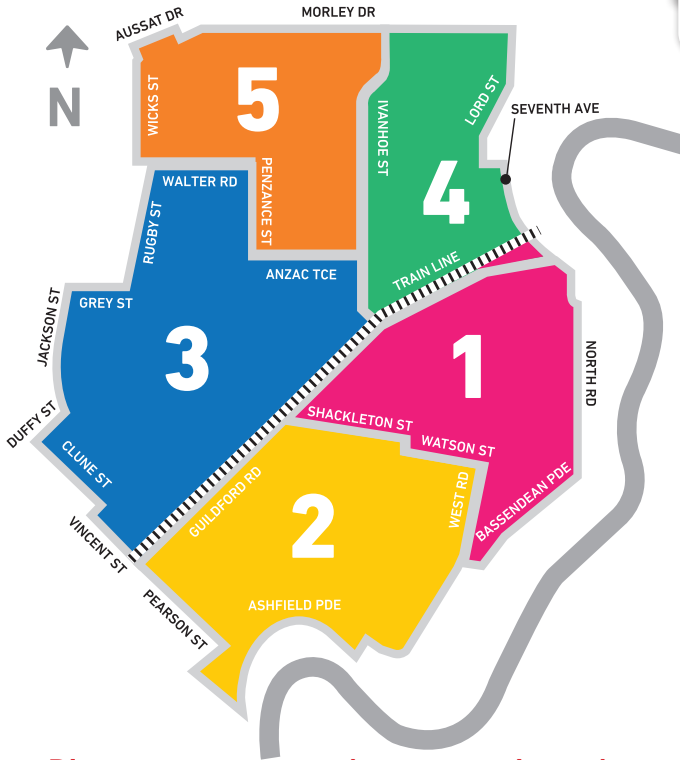 MORLEY DR
AUSSAT DR
N
WICKS ST
5
IVANHOE ST
LORD ST
SEVENTH AVE
4
WALTER RD
PENZANCE ST
RUGBY ST
ANZAC TCE
TRAIN LINE
JACKSON ST
GREY ST
3
1
NORTH RD
DUFFY ST
SHACKLETON ST
WATSON ST
CLUNE ST
GUILDFORD RD
WEST RD
BASSENDEAN PDE
2
VINCENT ST
PEARSON ST
ASHFIELD PDE